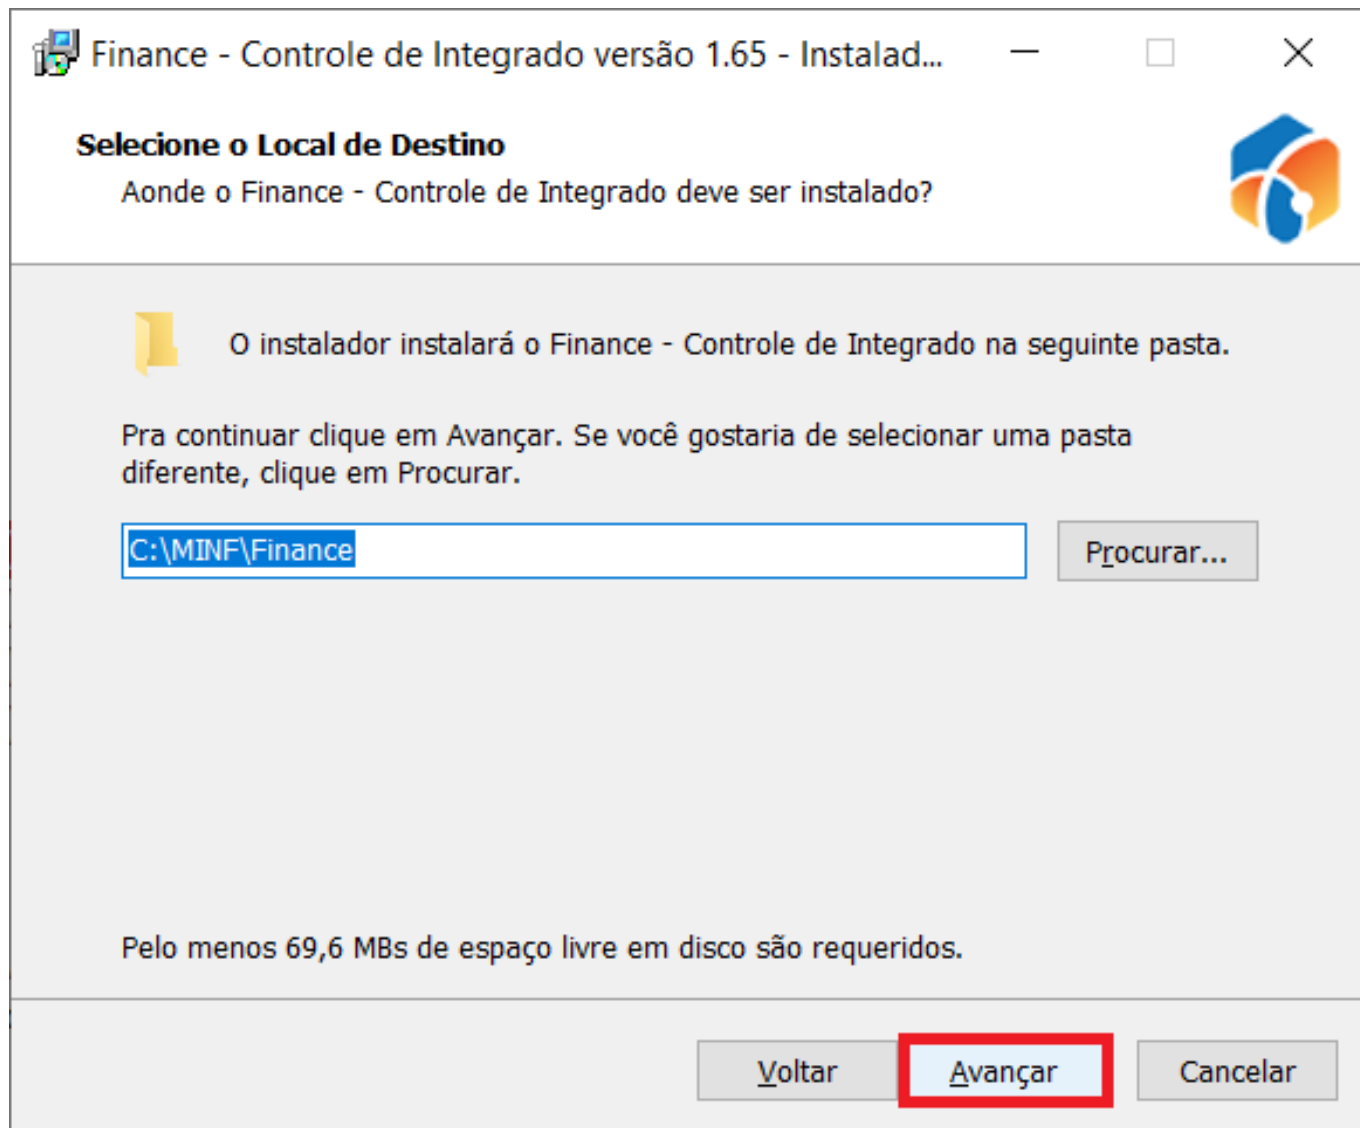 Finance - Controle de Integrado versão 1.65 - Instalad...
Selecione o Local de Destino
Aonde o Finance - Controle de Integrado deve ser instalado?
O instalador instalará o Finance - Controle de Integrado na seguinte pasta.
Pra continuar clique em Avançar. Se você gostaria de selecionar uma pasta
diferente, clique em Procurar.
C:\MINF\Finance
Procurar...
Pelo menos 69,6 MBs de espaço livre em disco são requeridos.
Voltar
Avançar
Cancelar